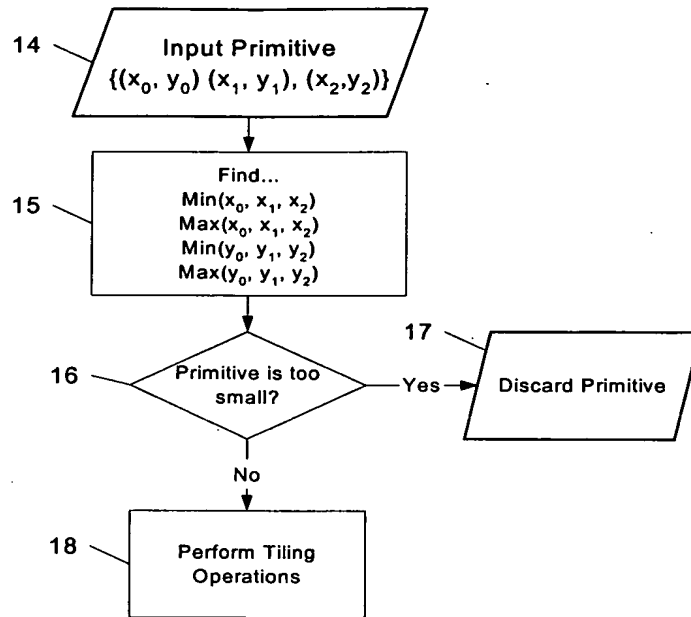 14
Input Primitive
{(x₀, y₀) (x₁, y₁), (x₂,y₂)}
15
Find...
Min(x₀, x₁, x₂)
Max(x₀, x₁, x₂)
Min(y₀, y₁, y₂)
Max(y₀, y₁, y₂)
16
Primitive is too
small?
Yes
17
Discard Primitive
No
18
Perform Tiling
Operations